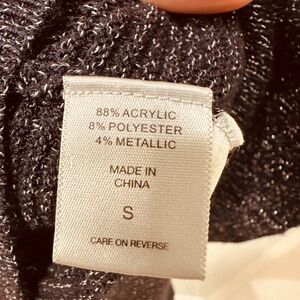 88% ACRYLIC
8% POLYESTER
4% METALLIC
MADE IN
CHINA
S
CARE ON REVERSE